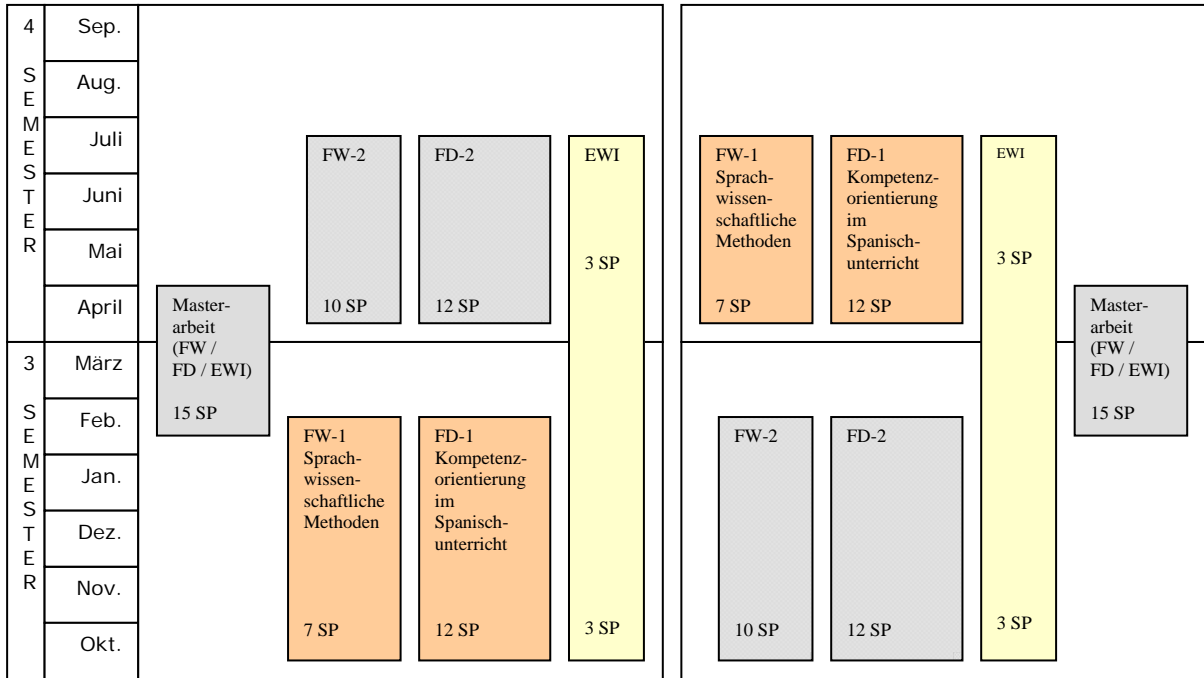 4
SEMESTER
Sep.
Aug.
Juli
Juni
Mai
April
3
SEMESTER
März
Feb.
Jan.
Dez.
Nov.
Okt.
Master-
arbeit
(FW /
FD / EWI)
15 SP
FW-2
10 SP
FD-2
12 SP
EWI
3 SP
3 SP
FW-1
Sprach-
wissen-
schaftliche
Methoden
7 SP
FD-1
Kompetenz-
orientierung
im
Spanisch-
unterricht
12 SP
FW-1
Sprach-
wissen-
schaftliche
Methoden
7 SP
FD-1
Kompetenz-
orientierung
im
Spanisch-
unterricht
12 SP
EWI
3 SP
3 SP
Master-
arbeit
(FW /
FD / EWI)
15 SP
FW-2
10 SP
FD-2
12 SP